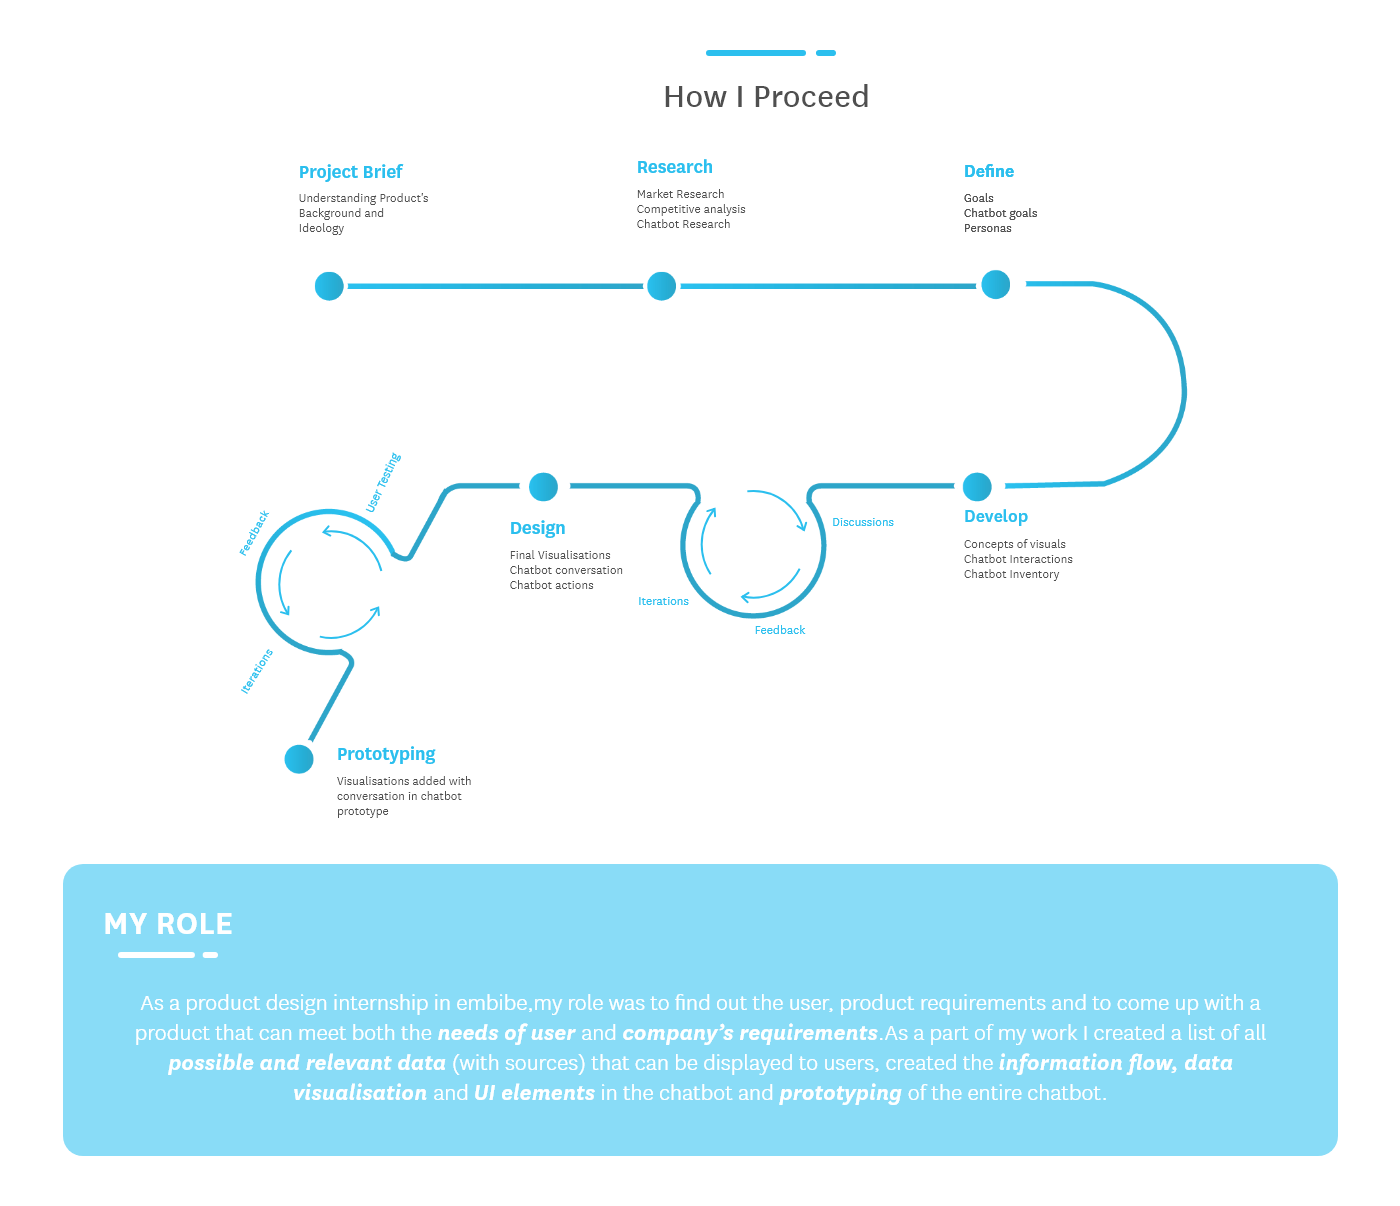 How I Proceed
Project Brief
Understanding Product's
Background and
Ideology
Research
Market Research
Competitive analysis
Chatbot Research
Define
Goals
Chatbot goals
Personas
Develop
Concepts of visuals
Chatbot Interactions
Chatbot Inventory
Discussions
Feedback
Iterations
Design
Final Visualisations
Chatbot conversation
Chatbot actions
User Testing
Feedback
Iterations
Prototyping
Visualisations added with
conversation in chatbot
prototype
MY ROLE
As a product design internship in embibe,my role was to find out the user, product requirements and to come up with a
product that can meet both the needs of user and company's requirements.As a part of my work I created a list of all
possible and relevant data (with sources) that can be displayed to users, created the information flow, data
visualisation and UI elements in the chatbot and prototyping of the entire chatbot.